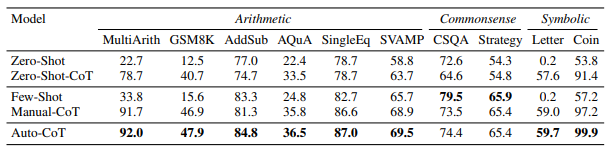 Model Arithmetic Commonsense Symbolic
MultiArith GSM8K AddSub AQuA SingleEq SVAMP CSQA Strategy Letter Coin
Zero-Shot 22.7 12.5 77.0 22.4 78.7 58.8 72.6 54.3 0.2 53.8
Zero-Shot-CoT 78.7 40.7 74.7 33.5 78.7 63.7 64.6 54.8 57.6 91.4
Few-Shot 33.8 15.6 83.3 24.8 82.7 65.7 79.5 65.9 0.2 57.2
Manual-CoT 91.7 46.9 81.3 35.8 86.6 68.9 73.5 65.4 59.0 97.2
Auto-CoT 92.0 47.9 84.8 36.5 87.0 69.5 74.4 65.4 59.7 99.9